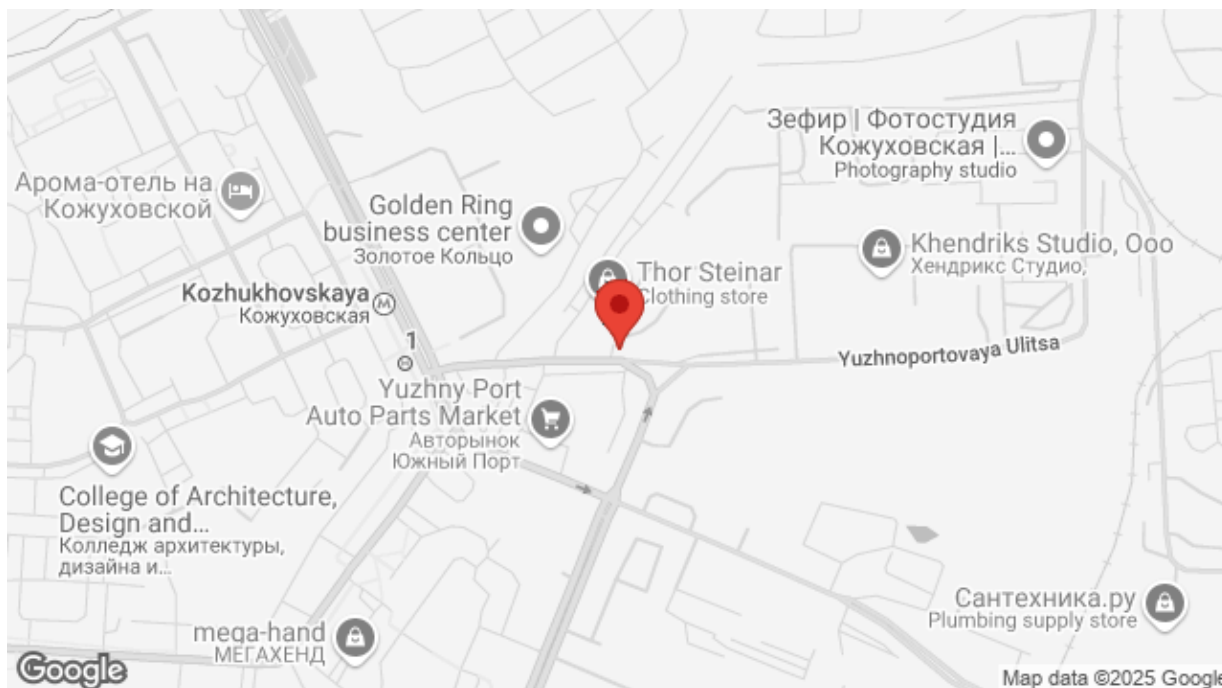 Зефир | Фотостудия
Кожуховская |...
Photography studio
Арома-отель на
Кожуховской
Golden Ring
business center
Золотое Кольцо
Khendriks Studio, Ooo
Хендрикс Студио,
Thor Steinar
Clothing store
Kozhukhovskaya
Кожуховская
1
Yuzhnoportovaya Ulitsa
Yuzhny Port
Auto Parts Market
Авторынок
Южный Порт
College of Architecture,
Design and...
Колледж архитектуры,
дизайна и...
Сантехника.ру
Plumbing supply store
mega-hand
МЕГАХЕНД
Google
Map data ©2025 Google